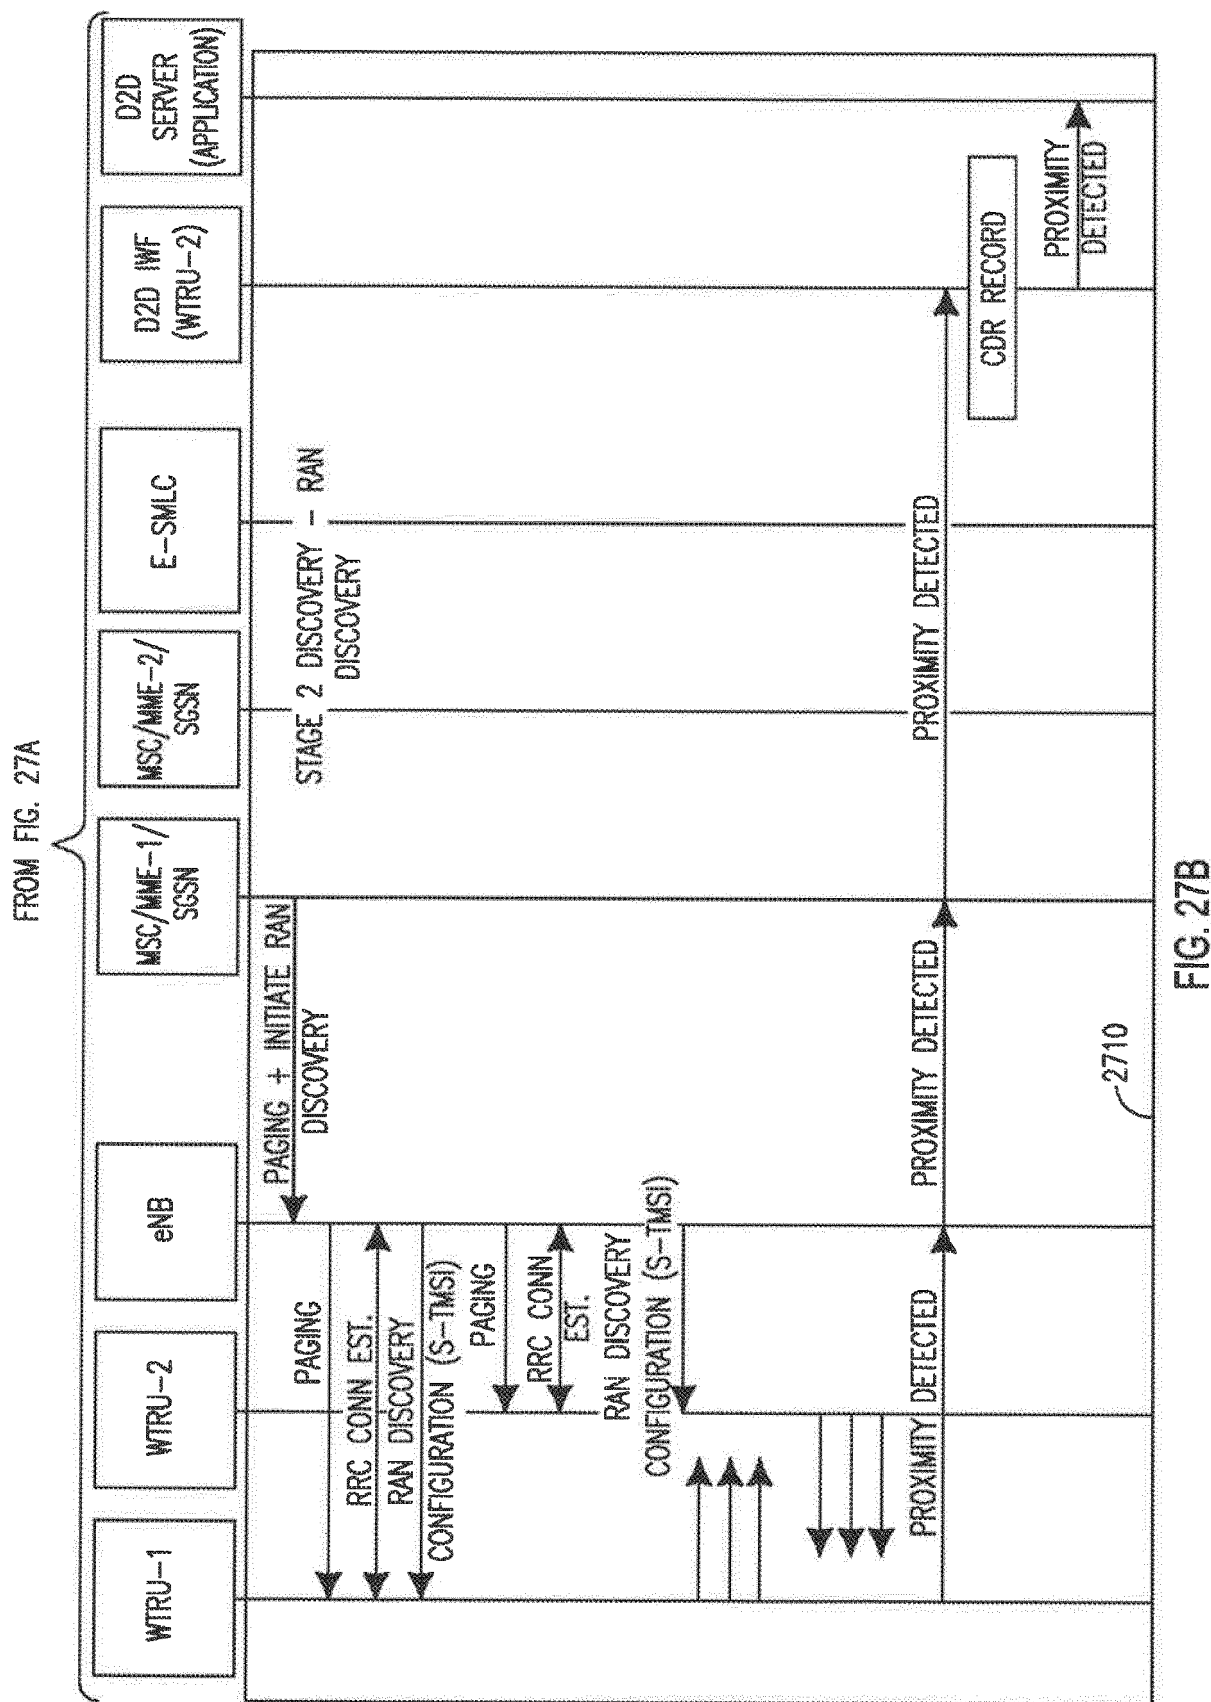 FROM FIG. 27A
WTRU-1
WTRU-2
eNB
MSC/MME-1/
SGSN
MSC/MME-2/
SGSN
E-SMLC
D2D IWF
(WTRU-2)
D2D
SERVER
(APPLICATION)
PAGING + INITIATE RAN
DISCOVERY
STAGE 2 DISCOVERY - RAN
DISCOVERY
PAGING
RRC CONN EST.
RAN DISCOVERY
CONFIGURATION (S-TMSI)
PAGING
RRC CONN
EST.
RAN DISCOVERY
CONFIGURATION (S-TMSI)
PROXIMITY DETECTED
PROXIMITY DETECTED
PROXIMITY DETECTED
CDR RECORD
PROXIMITY
DETECTED
2710
FIG. 27B